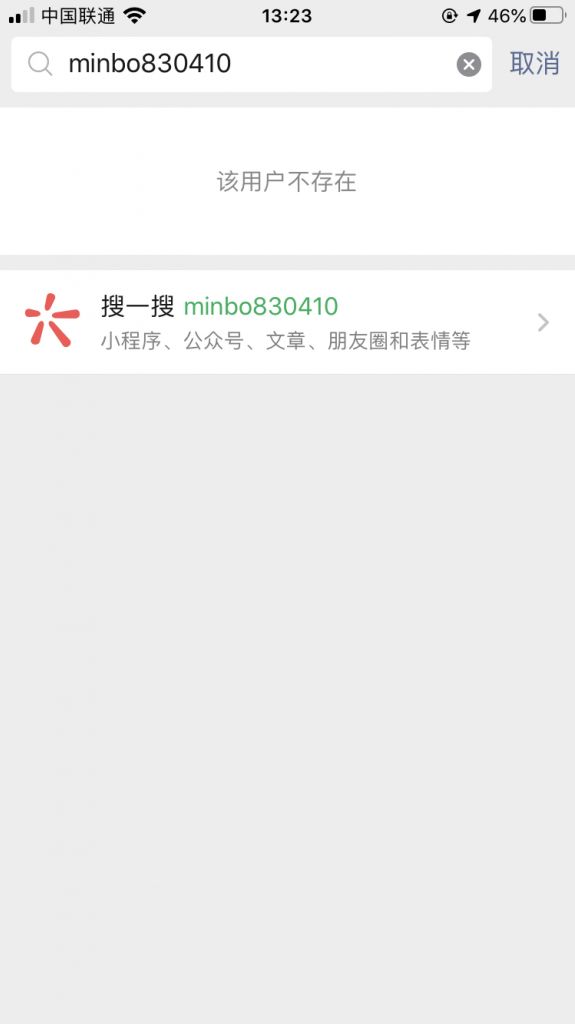 中国联通 13:23 46%
minbo830410 取消
该用户不存在
搜一搜 minbo830410
小程序、公众号、文章、朋友圈和表情等